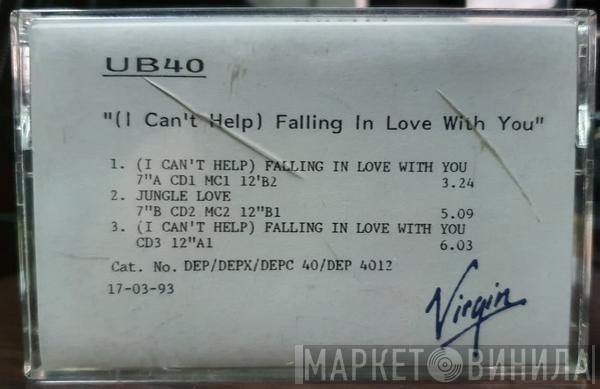 UB40
"(I Can't Help) Falling In Love With You"
1. (I CAN'T HELP) FALLING IN LOVE WITH YOU
7"A CD1 MC1 12'B2 3.24
2. JUNGLE LOVE
7"B CD2 MC2 12"B1 5.09
3. (I CAN'T HELP) FALLING IN LOVE WITH YOU
CD3 12"A1 6.03
Cat. No. DEP/DEPX/DEPC 40/DEP 4012
17-03-93
Virgin
МАРКЕТ ВИНИЛА